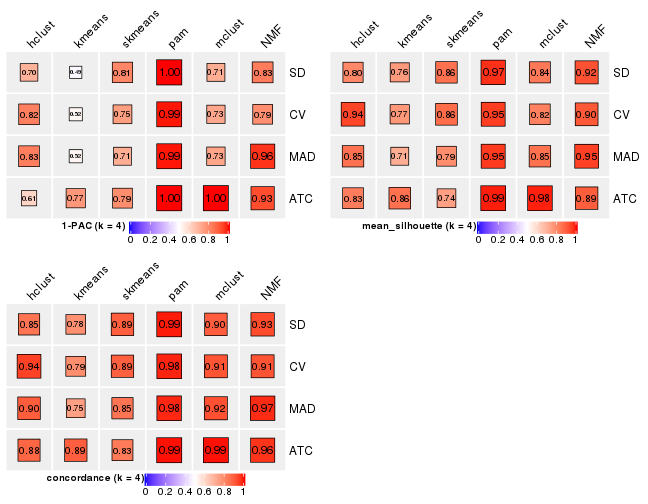 hclust kmeans skmeans pam mclust NMF
0.70 0.49 0.81 1.00 0.71 0.83 SD
0.82 0.52 0.75 0.99 0.73 0.79 CV
0.83 0.52 0.71 0.99 0.73 0.96 MAD
0.61 0.77 0.79 1.00 1.00 0.93 ATC
1-PAC (k = 4)
0 0.2 0.4 0.6 0.8 1
hclust kmeans skmeans pam mclust NMF
0.80 0.76 0.86 0.97 0.84 0.92 SD
0.94 0.77 0.86 0.95 0.82 0.90 CV
0.85 0.71 0.79 0.95 0.85 0.95 MAD
0.83 0.86 0.74 0.99 0.98 0.89 ATC
mean_silhouette (k = 4)
0 0.2 0.4 0.6 0.8 1
hclust kmeans skmeans pam mclust NMF
0.85 0.78 0.89 0.99 0.90 0.93 SD
0.94 0.79 0.89 0.98 0.91 0.91 CV
0.90 0.75 0.85 0.98 0.92 0.97 MAD
0.88 0.89 0.83 0.99 0.99 0.96 ATC
concordance (k = 4)
0 0.2 0.4 0.6 0.8 1